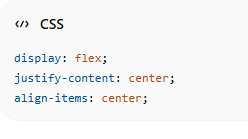 </> CSS
display: flex;
justify-content: center;
align-items: center;